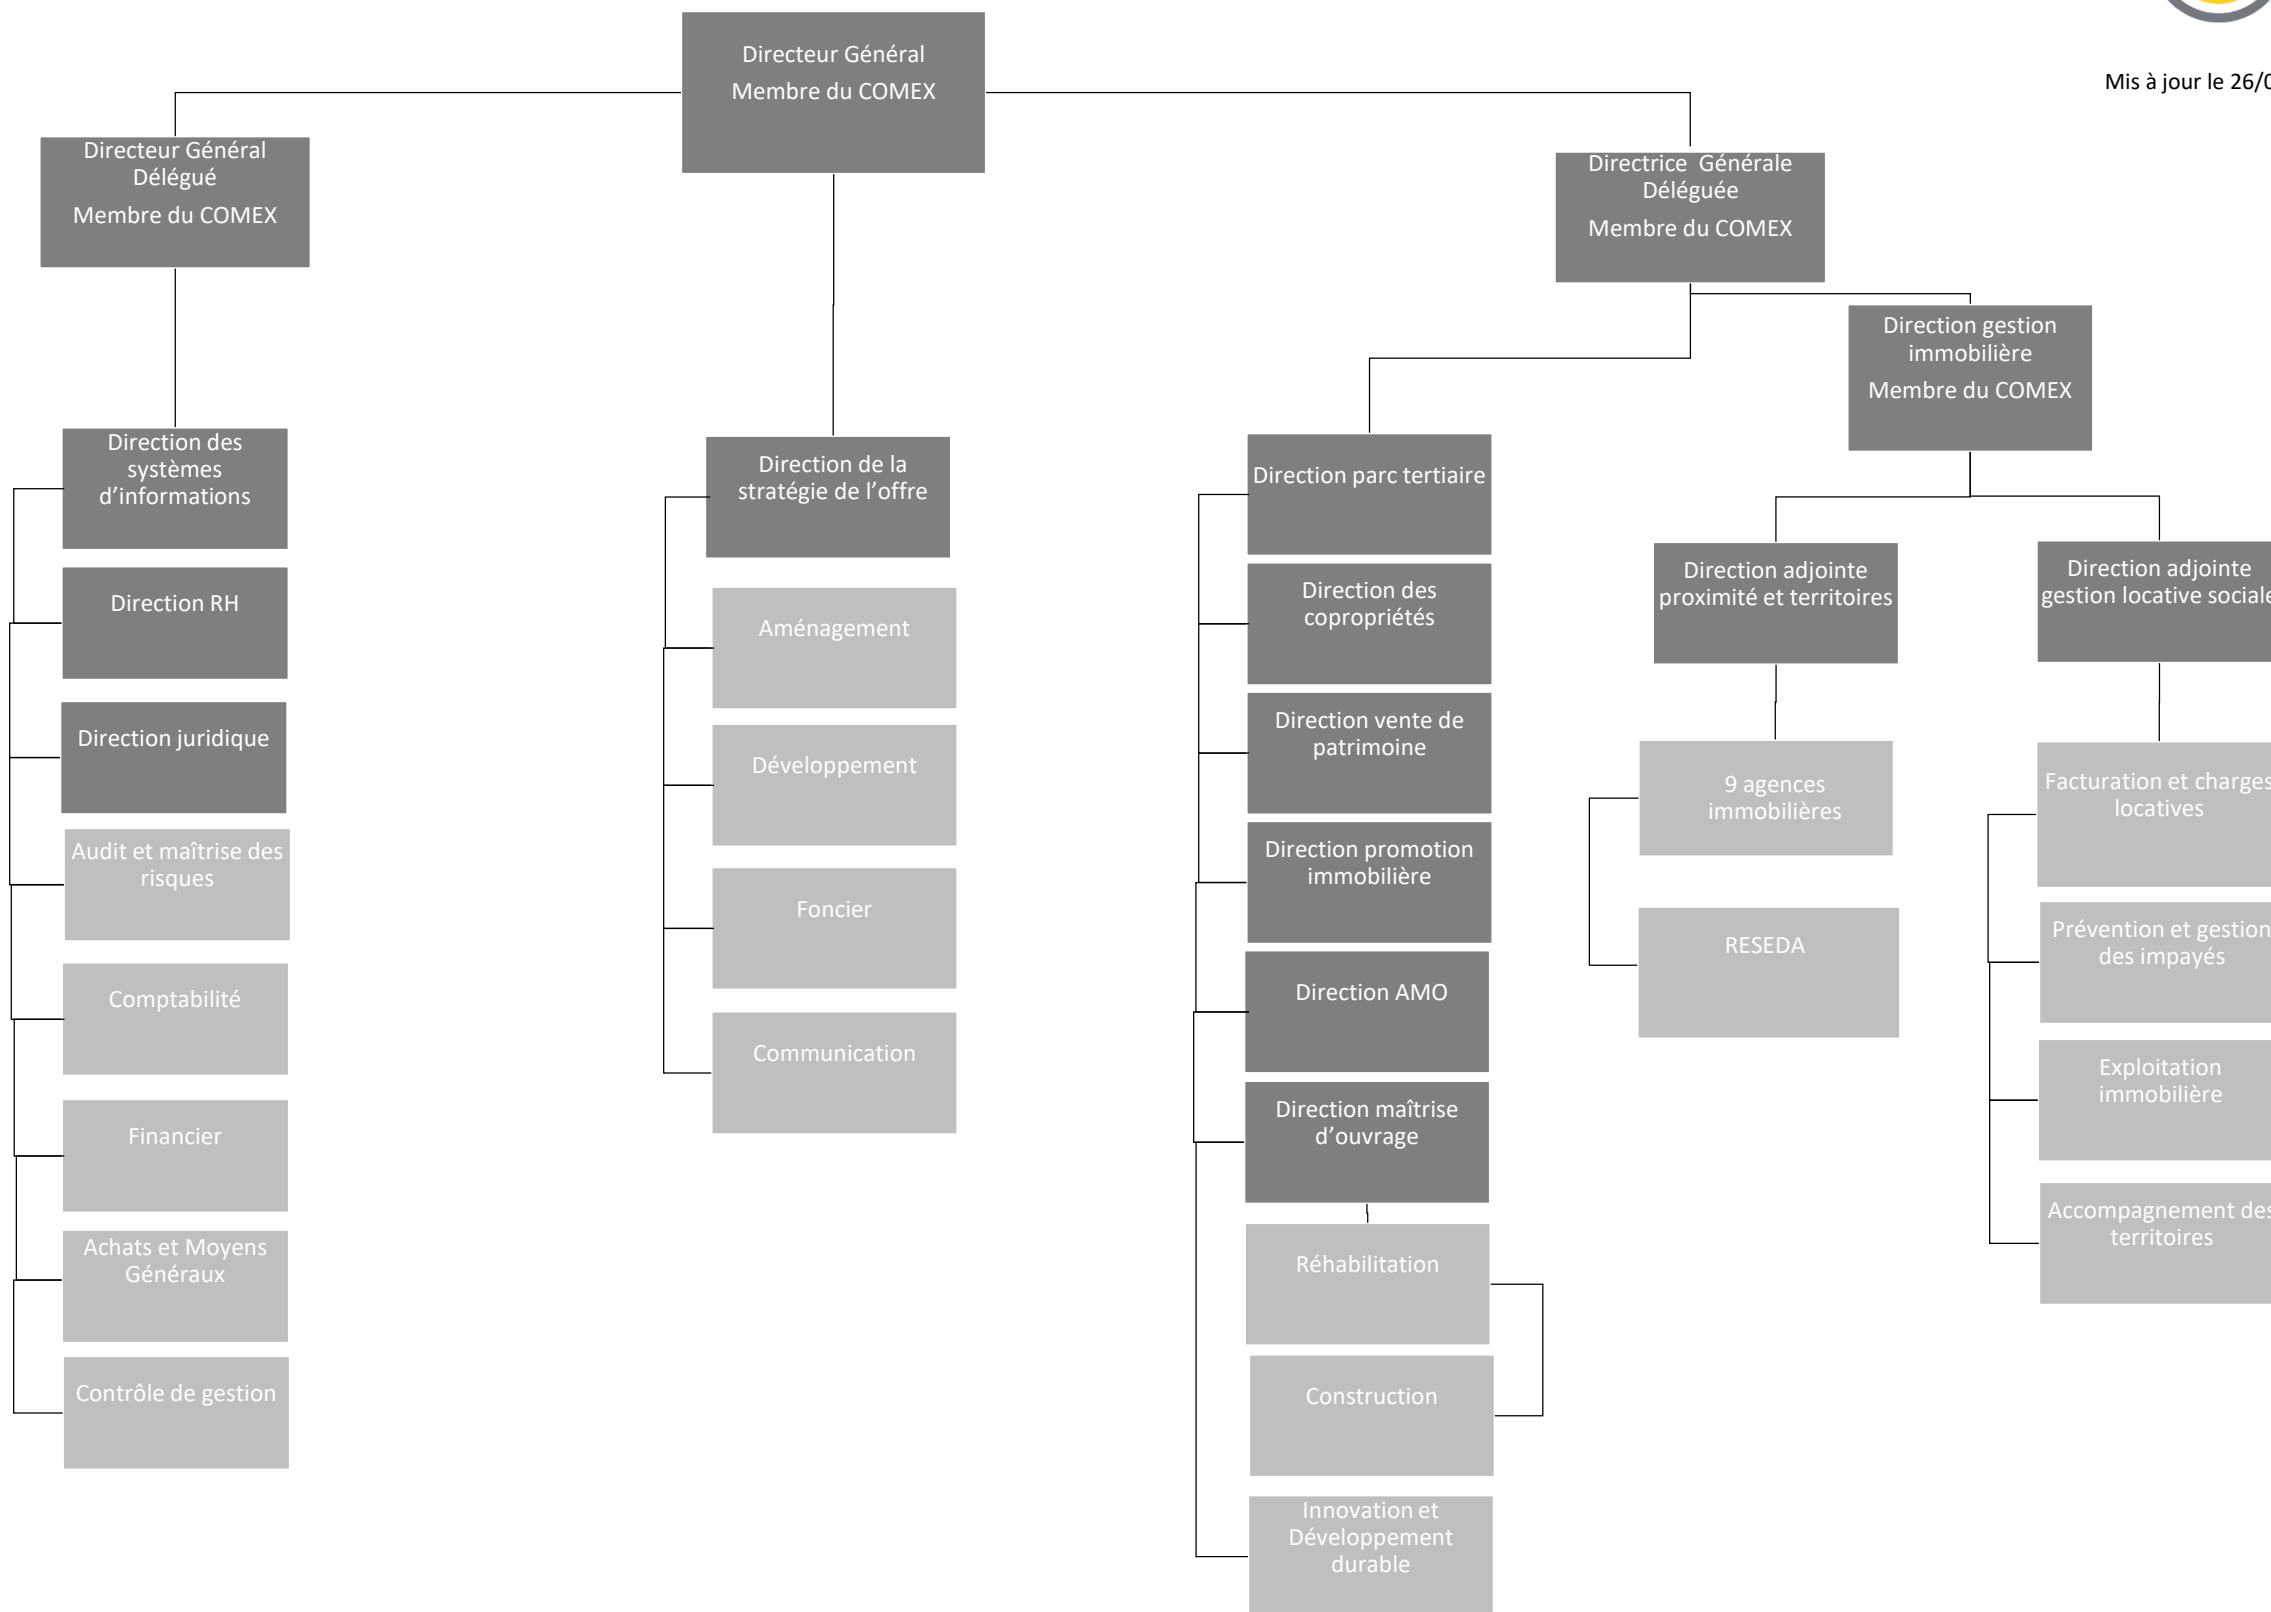 Directeur Général
Membre du COMEX
Mis à jour le 26/0
Directeur Général
Délégué
Membre du COMEX
Directrice Générale
Déléguée
Membre du COMEX
Direction gestion
immobilière
Membre du COMEX
Direction des
systèmes
d’informations
Direction RH
Direction juridique
Audit et maîtrise des
risques
Comptabilité
Financier
Achats et Moyens
Généraux
Contrôle de gestion
Direction de la
stratégie de l’offre
Aménagement
Développement
Foncier
Communication
Direction parc tertiaire
Direction des
copropriétés
Direction vente de
patrimoine
Direction promotion
immobilière
Direction AMO
Direction maîtrise
d’ouvrage
Réhabilitation
Construction
Innovation et
Développement
durable
Direction adjointe
proximité et territoires
9 agences
immobilières
RESEDA
Direction adjointe
gestion locative sociale
Facturation et charges
locatives
Prévention et gestion
des impayés
Exploitation
immobilière
Accompagnement des
territoires